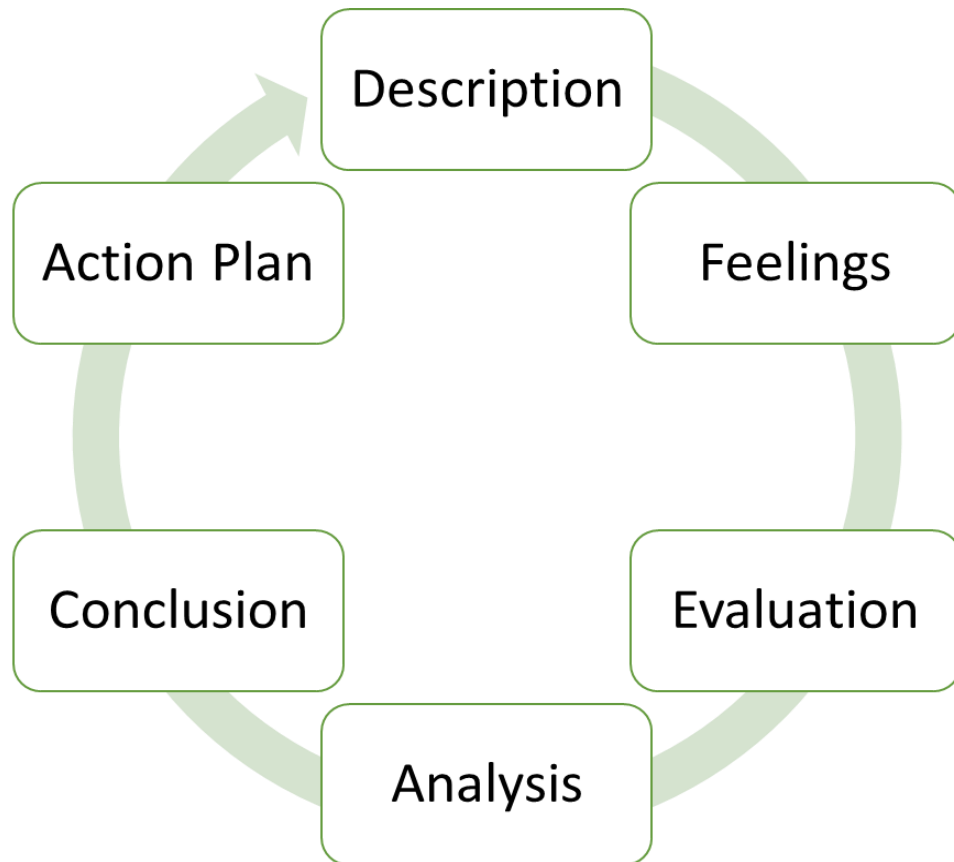 Description
Feelings
Evaluation
Analysis
Conclusion
Action Plan